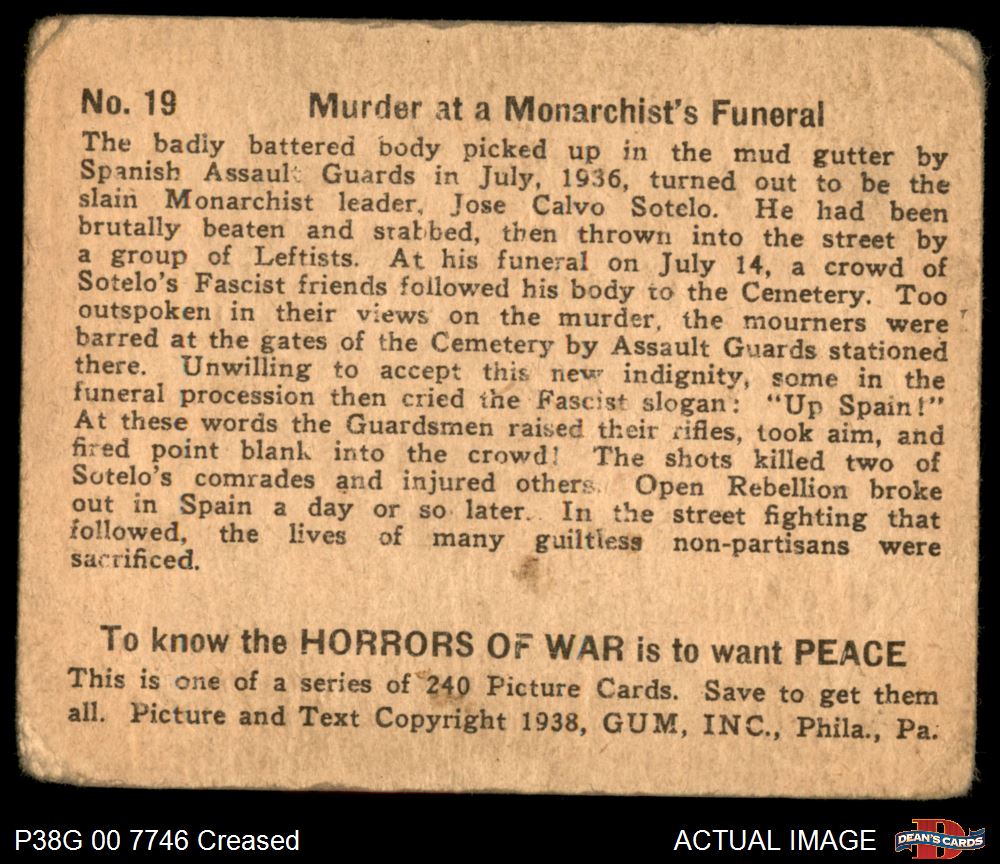 No. 19 Murder at a Monarchist's Funeral
The badly battered body picked up in the mud gutter by
Spanish Assault Guards in July, 1936, turned out to be the
slain Monarchist leader, Jose Calvo Sotelo. He had been
brutally beaten and stabbed, then thrown into the street by
a group of Leftists. At his funeral on July 14, a crowd of
Sotelo's Fascist friends followed his body to the Cemetery. Too
outspoken in their views on the murder, the mourners were
barred at the gates of the Cemetery by Assault Guards stationed
there. Unwilling to accept this new indignity, some in the
funeral procession then cried the Fascist slogan: "Up Spain!"
At these words the Guardsmen raised their rifles, took aim, and
fired point blank into the crowd! The shots killed two of
Sotelo's comrades and injured others. Open Rebellion broke
out in Spain a day or so later. In the street fighting that
followed, the lives of many guiltless non-partisans were
sacrificed.
To know the HORRORS OF WAR is to want PEACE
This is one of a series of 240 Picture Cards. Save to get them
all. Picture and Text Copyright 1938, GUM, INC., Phila., Pa.
P38G 00 7746 Creased ACTUAL IMAGE DEAN'S CARDS